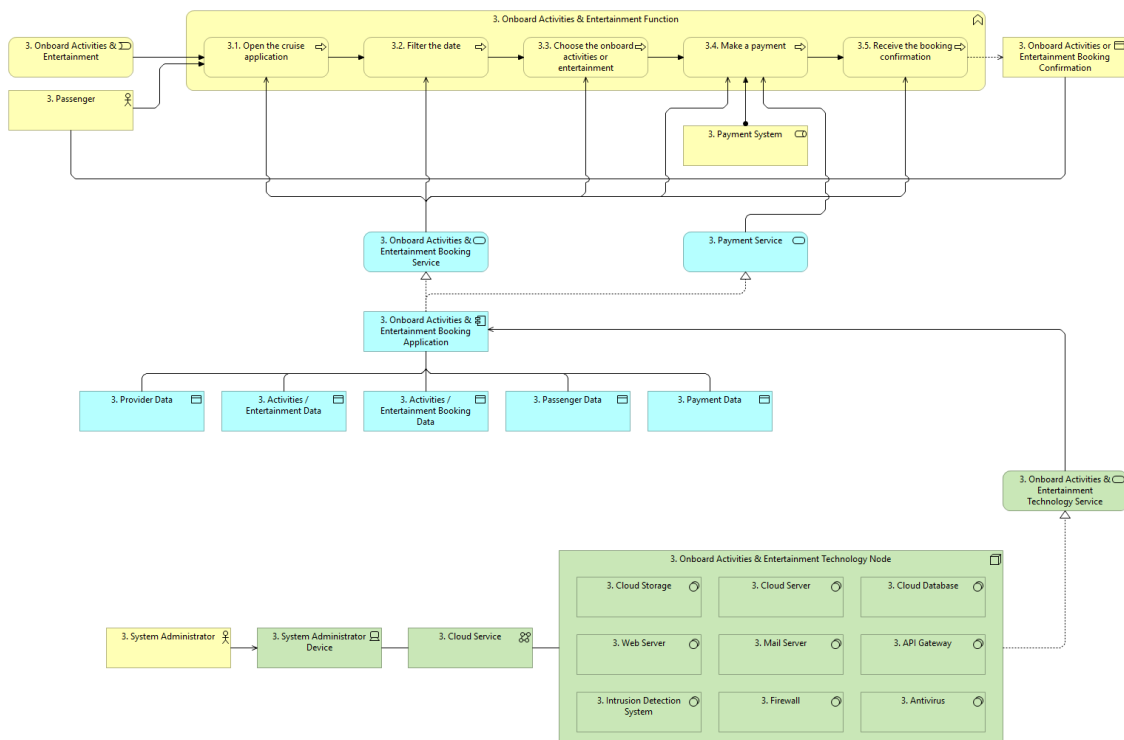 3. Onboard Activities & Entertainment Function
3. Onboard Activities &
Entertainment
3.1. Open the cruise
application
3.2. Filter the date
3.3. Choose the onboard
activities or
entertainment
3.4. Make a payment
3.5. Receive the booking
confirmation
3. Onboard Activities or
Entertainment Booking
Confirmation
3. Passenger
3. Payment System
3. Onboard Activities &
Entertainment Booking
Service
3. Payment Service
3. Onboard Activities &
Entertainment Booking
Application
3. Provider Data
3. Activities /
Entertainment Data
3. Activities /
Entertainment Booking
Data
3. Passenger Data
3. Payment Data
3. Onboard Activities &
Entertainment
Technology Service
3. Onboard Activities & Entertainment Technology Node
3. Cloud Storage
3. Cloud Server
3. Cloud Database
3. System Administrator
3. System Administrator
Device
3. Cloud Service
3. Web Server
3. Mail Server
3. API Gateway
3. Intrusion Detection
System
3. Firewall
3. Antivirus